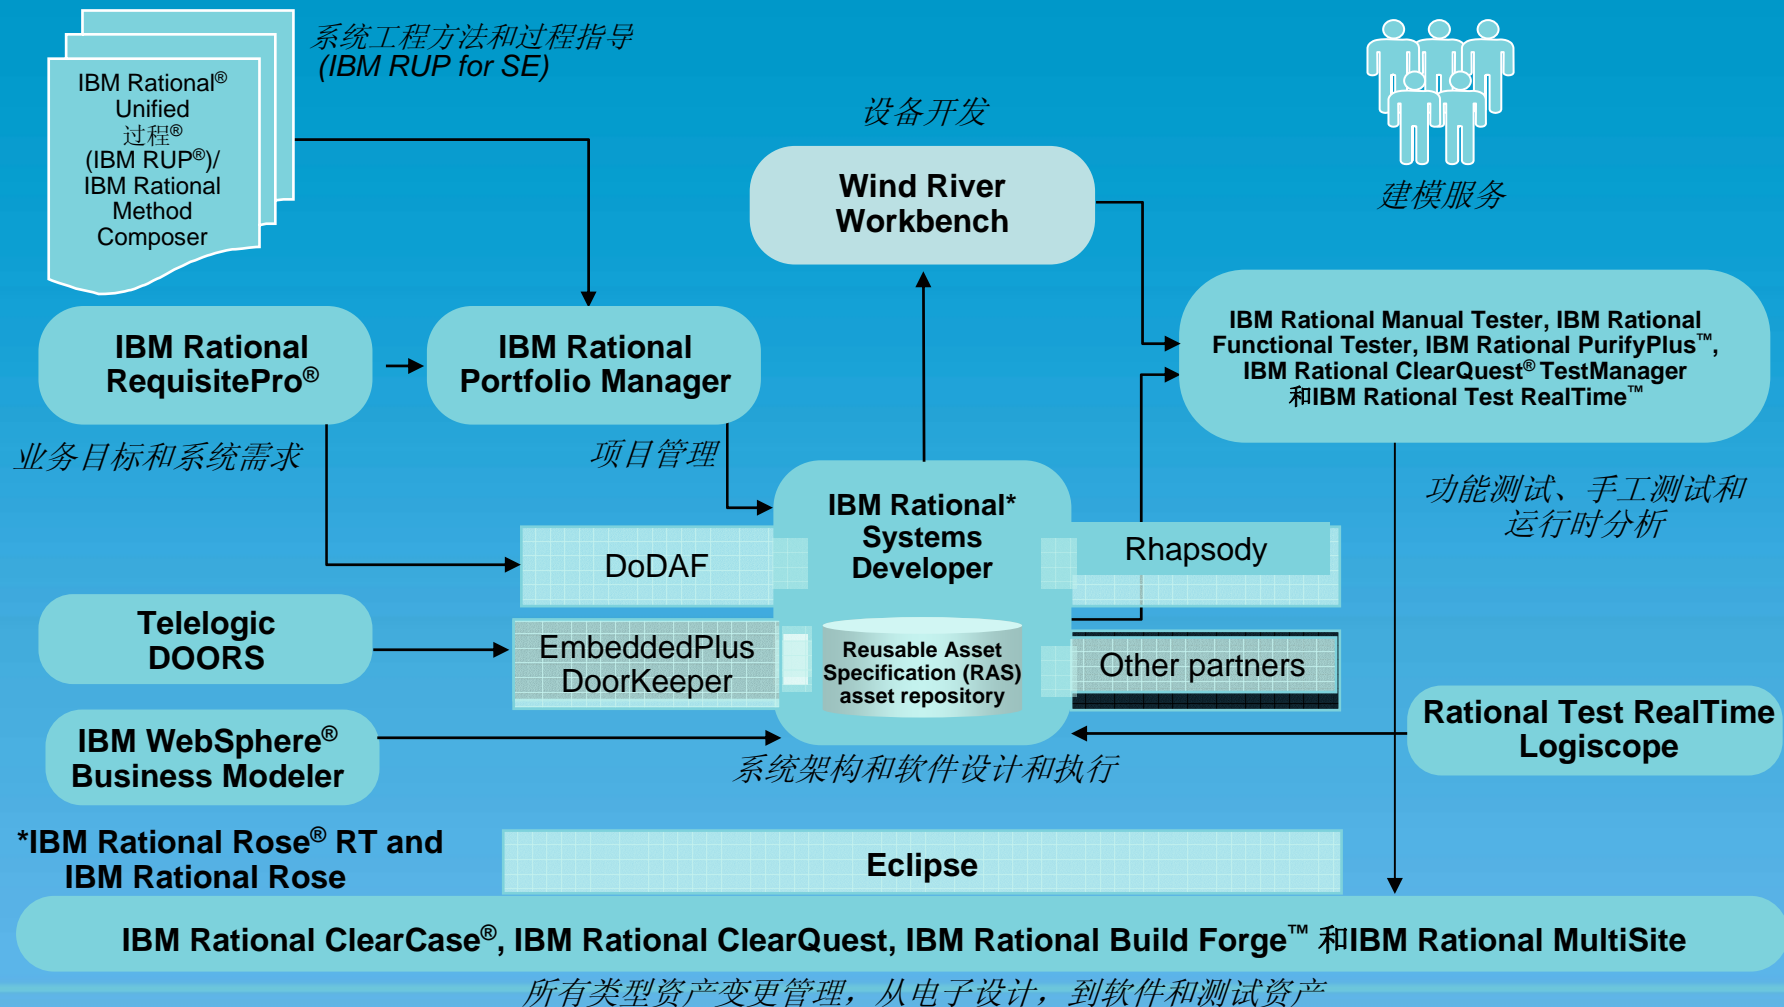 IBM Rational®
Unified
过程®
(IBM RUP®)/
IBM Rational
Method
Composer
系统工程方法和过程指导
(IBM RUP for SE)
设备开发
建模服务
Wind River
Workbench
IBM Rational
RequisitePro®
IBM Rational
Portfolio Manager
IBM Rational Manual Tester, IBM Rational
Functional Tester, IBM Rational PurifyPlus™,
IBM Rational ClearQuest® TestManager
和IBM Rational Test RealTime™
业务目标和系统需求
项目管理
功能测试、手工测试和
运行时分析
IBM Rational*
Systems
Developer
DoDAF
Rhapsody
Telelogic
DOORS
EmbeddedPlus
DoorKeeper
Reusable Asset
Specification (RAS)
asset repository
Other partners
IBM WebSphere®
Business Modeler
Rational Test RealTime
Logiscope
系统架构和软件设计和执行
*IBM Rational Rose® RT and
IBM Rational Rose
Eclipse
IBM Rational ClearCase®, IBM Rational ClearQuest, IBM Rational Build Forge™ 和IBM Rational MultiSite
所有类型资产变更管理，从电子设计，到软件和测试资产